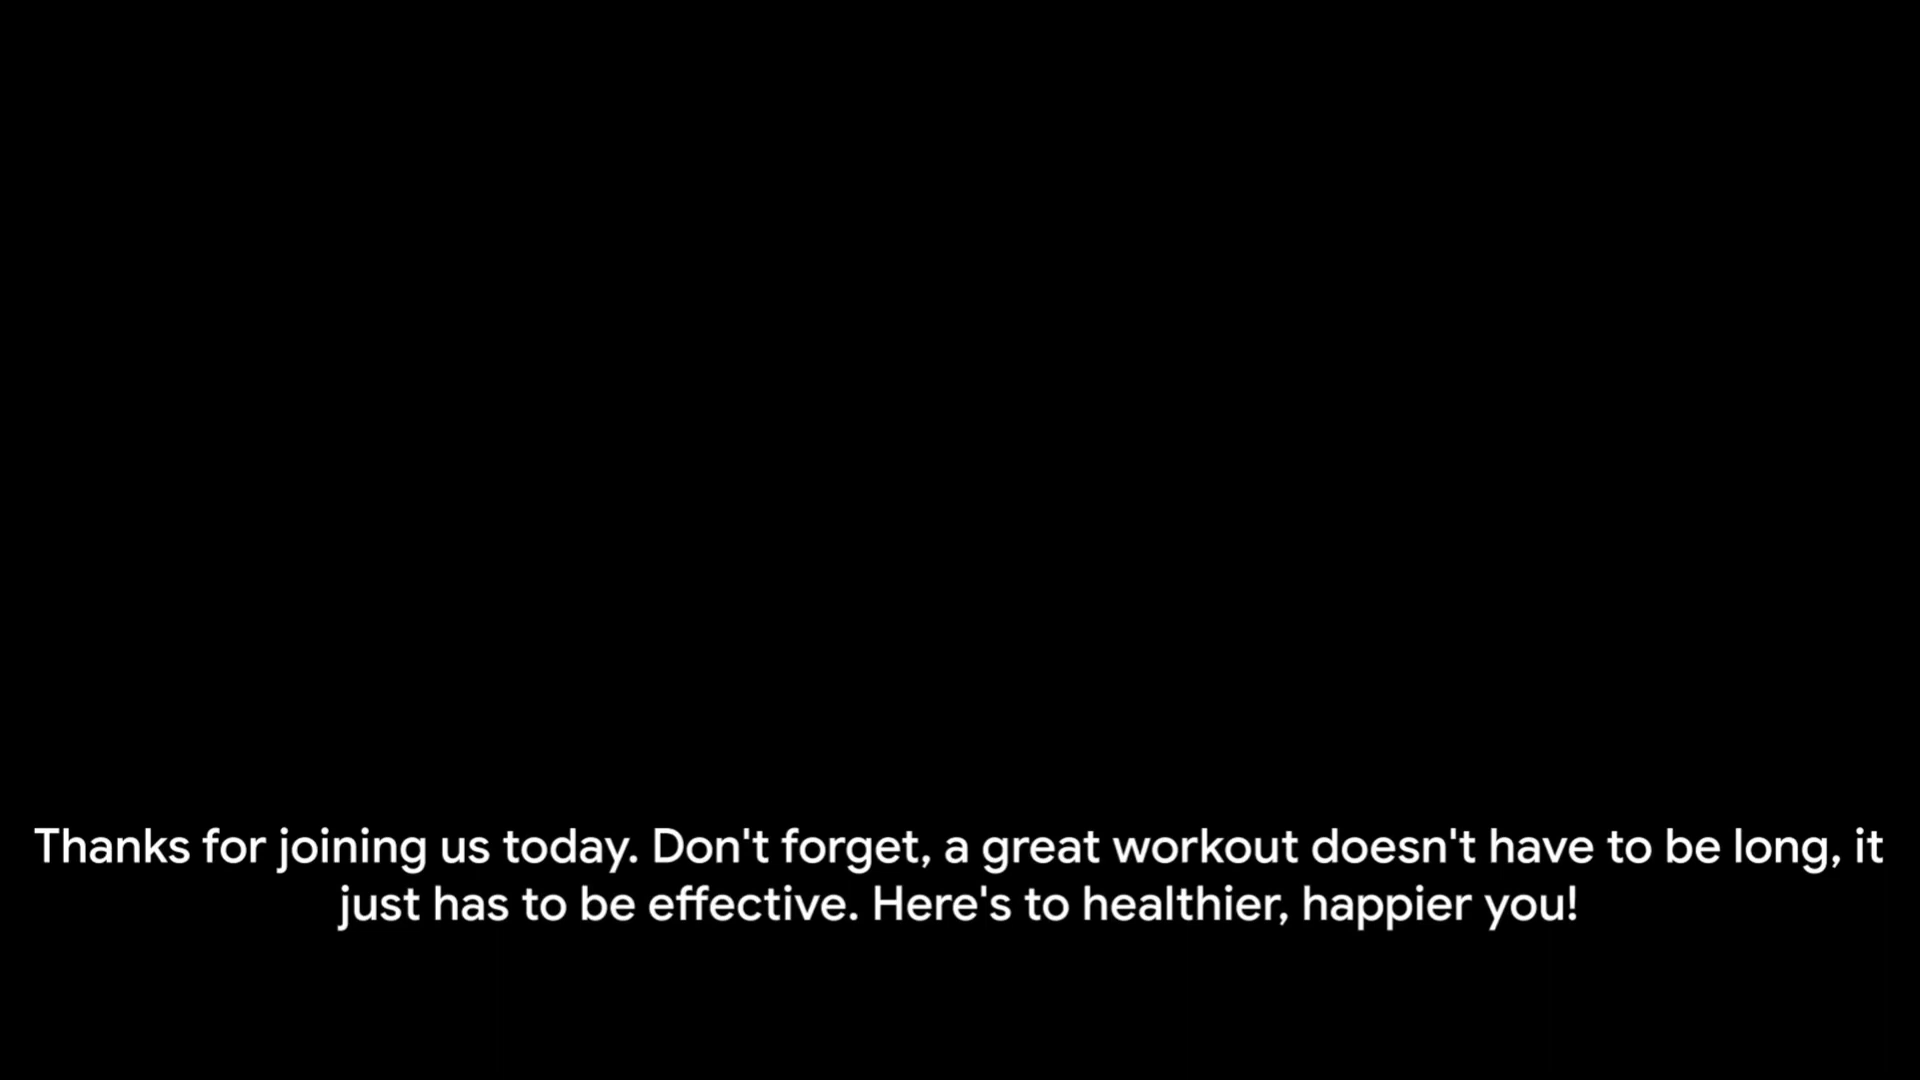 Thanks for joining us today. Don't forget, a great workout doesn't have to be long, it
just has to be effective. Here's to healthier, happier you!